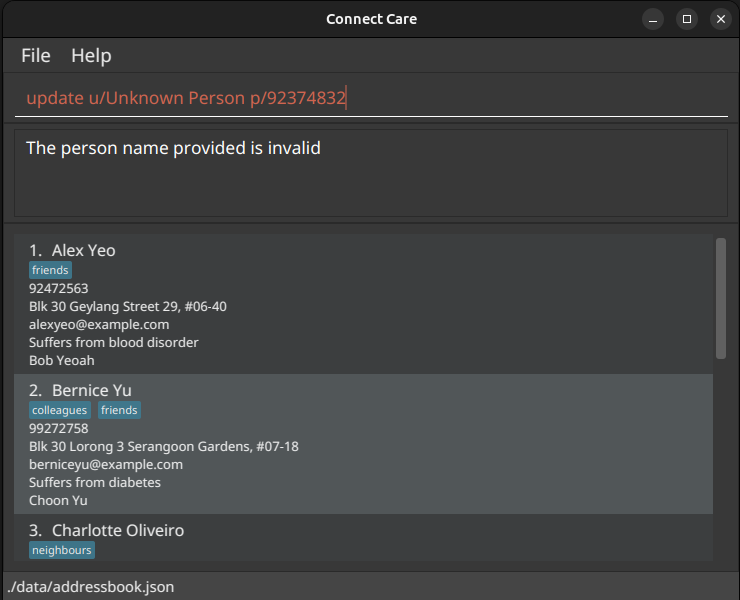 Connect Care
File Help
update u/Unknown Person p/92374832
The person name provided is invalid
1. Alex Yeo
friends
92472563
Blk 30 Geylang Street 29, #06-40
alexyeo@example.com
Suffers from blood disorder
Bob Yeoah
2. Bernice Yu
colleagues friends
99272758
Blk 30 Lorong 3 Serangoon Gardens, #07-18
berniceyu@example.com
Suffers from diabetes
Choon Yu
3. Charlotte Oliveiro
neighbours
./data/addressbook.json